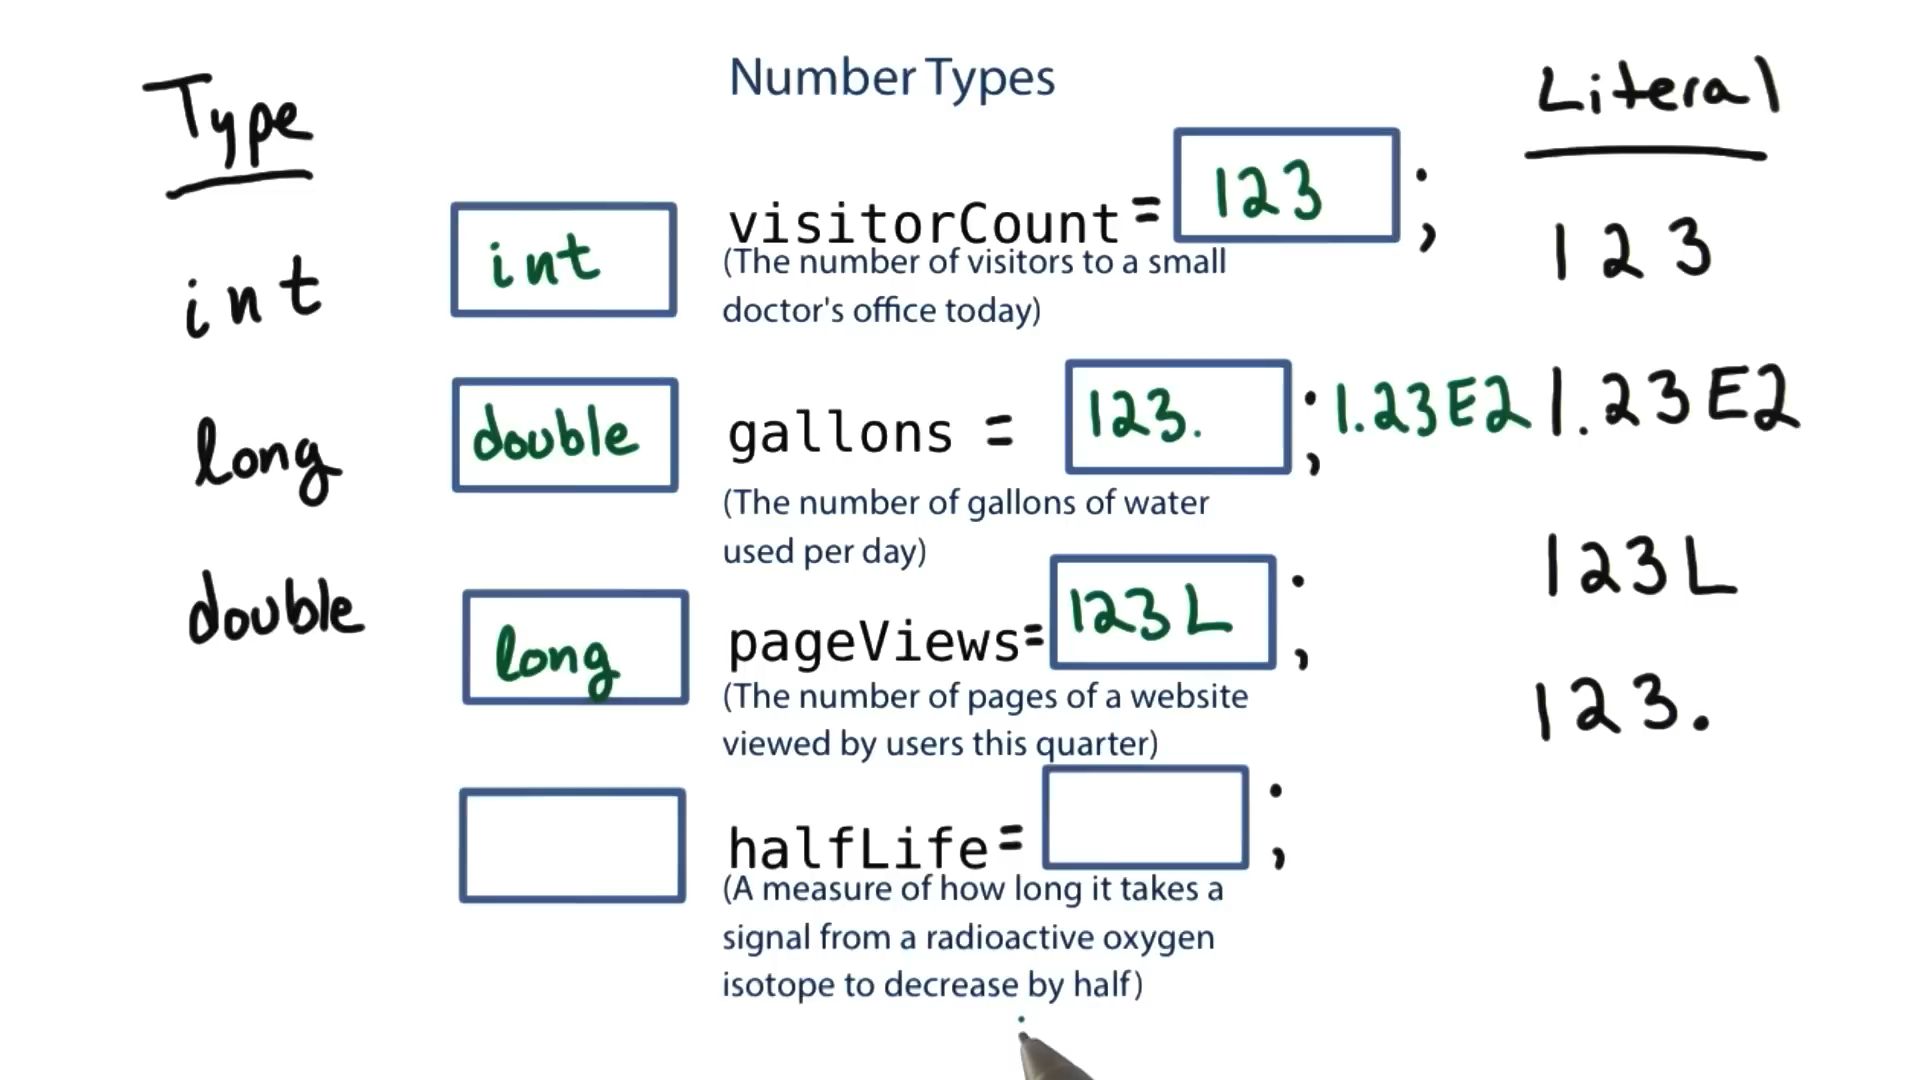 Number Types
Type
Literal
int visitorCount = 123 ;
(The number of visitors to a small
doctor's office today)
int
123
double gallons = 123. ; 1.23E2
1.23E2
(The number of gallons of water
used per day)
long
123L
long pageViews= 123L ;
(The number of pages of a website
viewed by users this quarter)
double
123.
halfLife= ;
(A measure of how long it takes a
signal from a radioactive oxygen
isotope to decrease by half)